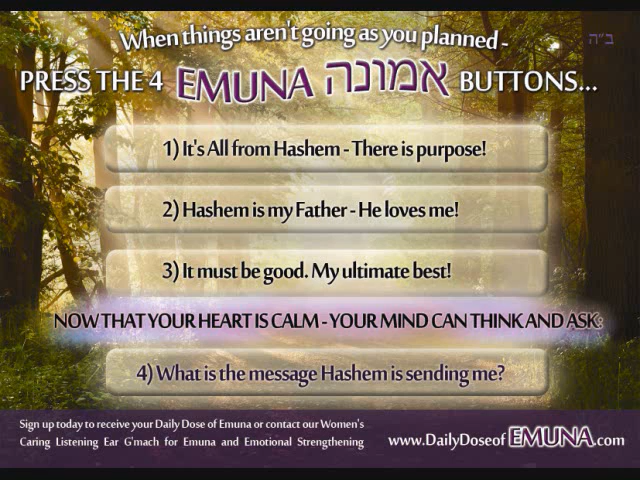 ב"ה
When things aren't going as you planned -
PRESS THE 4 EMUNA אמונה BUTTONS...
1) It's All from Hashem - There is purpose!
2) Hashem is my Father - He loves me!
3) It must be good. My ultimate best!
NOW THAT YOUR HEART IS CALM - YOUR MIND CAN THINK AND ASK:
4) What is the message Hashem is sending me?
Sign up today to receive your Daily Dose of Emuna or contact our Women's
Caring Listening Ear G'mach for Emuna and Emotional Strengthening
www.DailyDoseofEMUNA.com